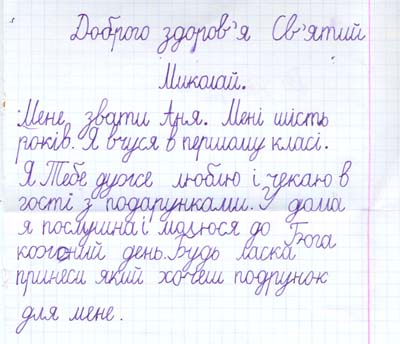 Доброго здоров'я Св'ятий
Миколай.
Мене звати Аня. Мені шість
років. Я вчуся в першому класі.
Я Тебе дуже люблю і чекаю в
гості з подарунками. У дома
я послушна і молюся до Бога
кожоний день. Будь ласка
принеси який хочеш подрунок
для мене.